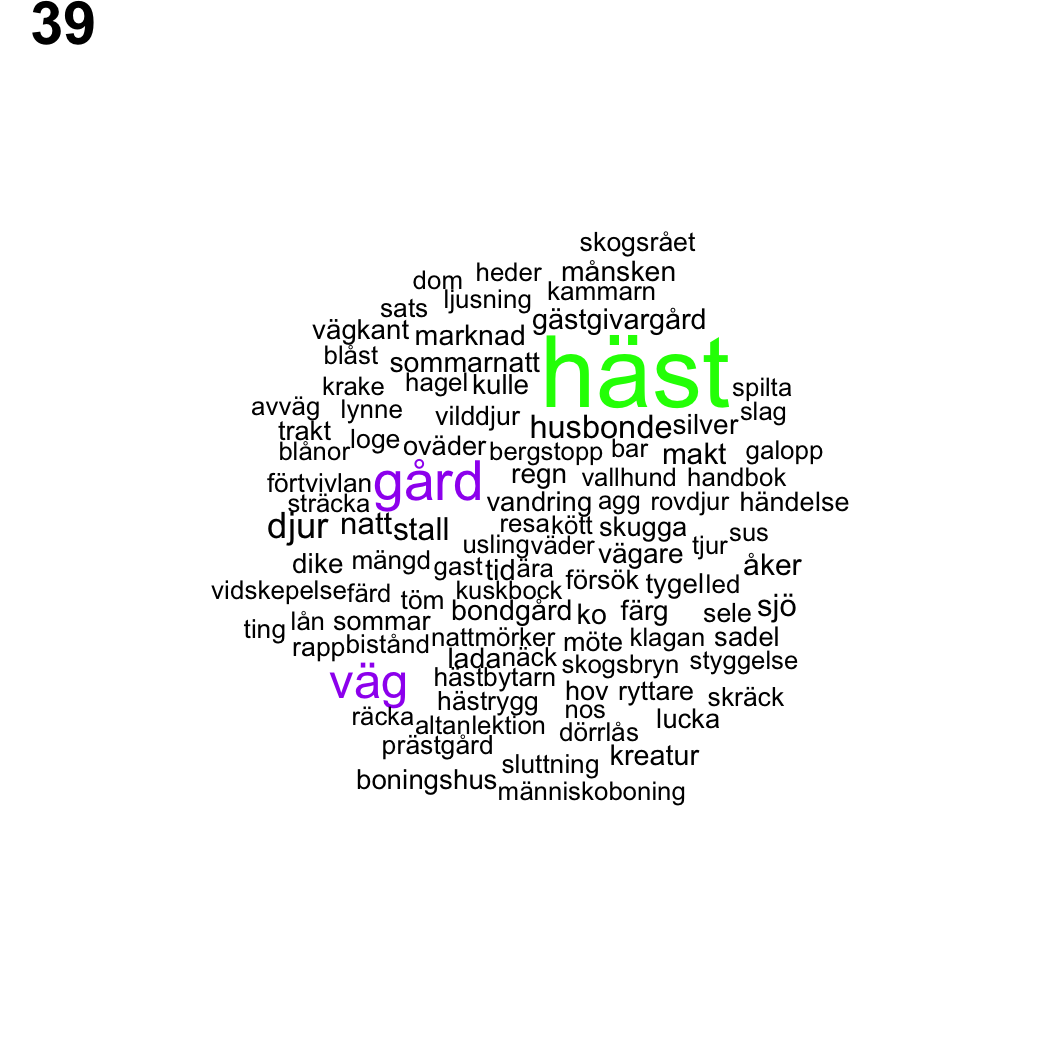 39
skogsrået
dom heder månsken
sats ljusning kammarn
vägkant marknad gästgivargård
blåst sommarnatt häst
krake hagel kulle spilta
avväg lynne vilddjur slag
trakt loge oväder husbonde silver
blånor bergstopp bar makt galopp
förtvivlan gård regn vallhund handbok
sträcka vandring agg rovdjur händelse
djur natt stall resa kött skugga sus
usling väder vägare tjur
dike mängd gast tid ära försök åker
vidskepelse färd töm kuskbock tygel led
bondgård ko färg sele sjö
ting lån sommar
rapp bistånd nattmörker möte klagan sadel
lada näck skogsbryn styggelse
väg hästbytarn
hästrygg hov ryttare skräck
räcka altan lektion nos lucka
prästgård dörrlås
sluttning kreatur
boningshus människoboning